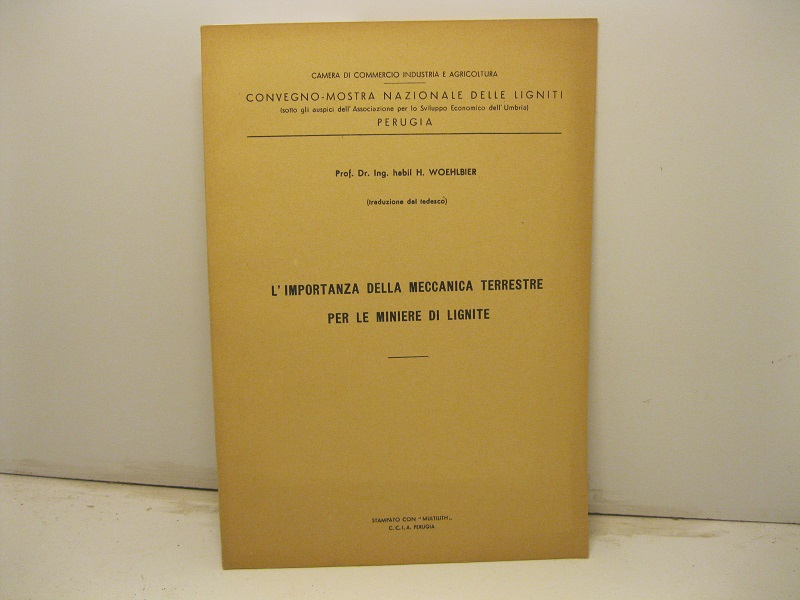 CAMERA DI COMMERCIO INDUSTRIA E AGRICOLTURA
CONVEGNO-MOSTRA NAZIONALE DELLE LIGNITI
(sotto gli auspici dell'Associazione per lo Sviluppo Economico dell'Umbria)
PERUGIA
Prof. Dr. Ing. habil H. WOEHLBIER
(traduzione dal tedesco)
L'IMPORTANZA DELLA MECCANICA TERRESTRE
PER LE MINIERE DI LIGNITE
STAMPATO CON "MULTILITH„
C. C. I. A. PERUGIA